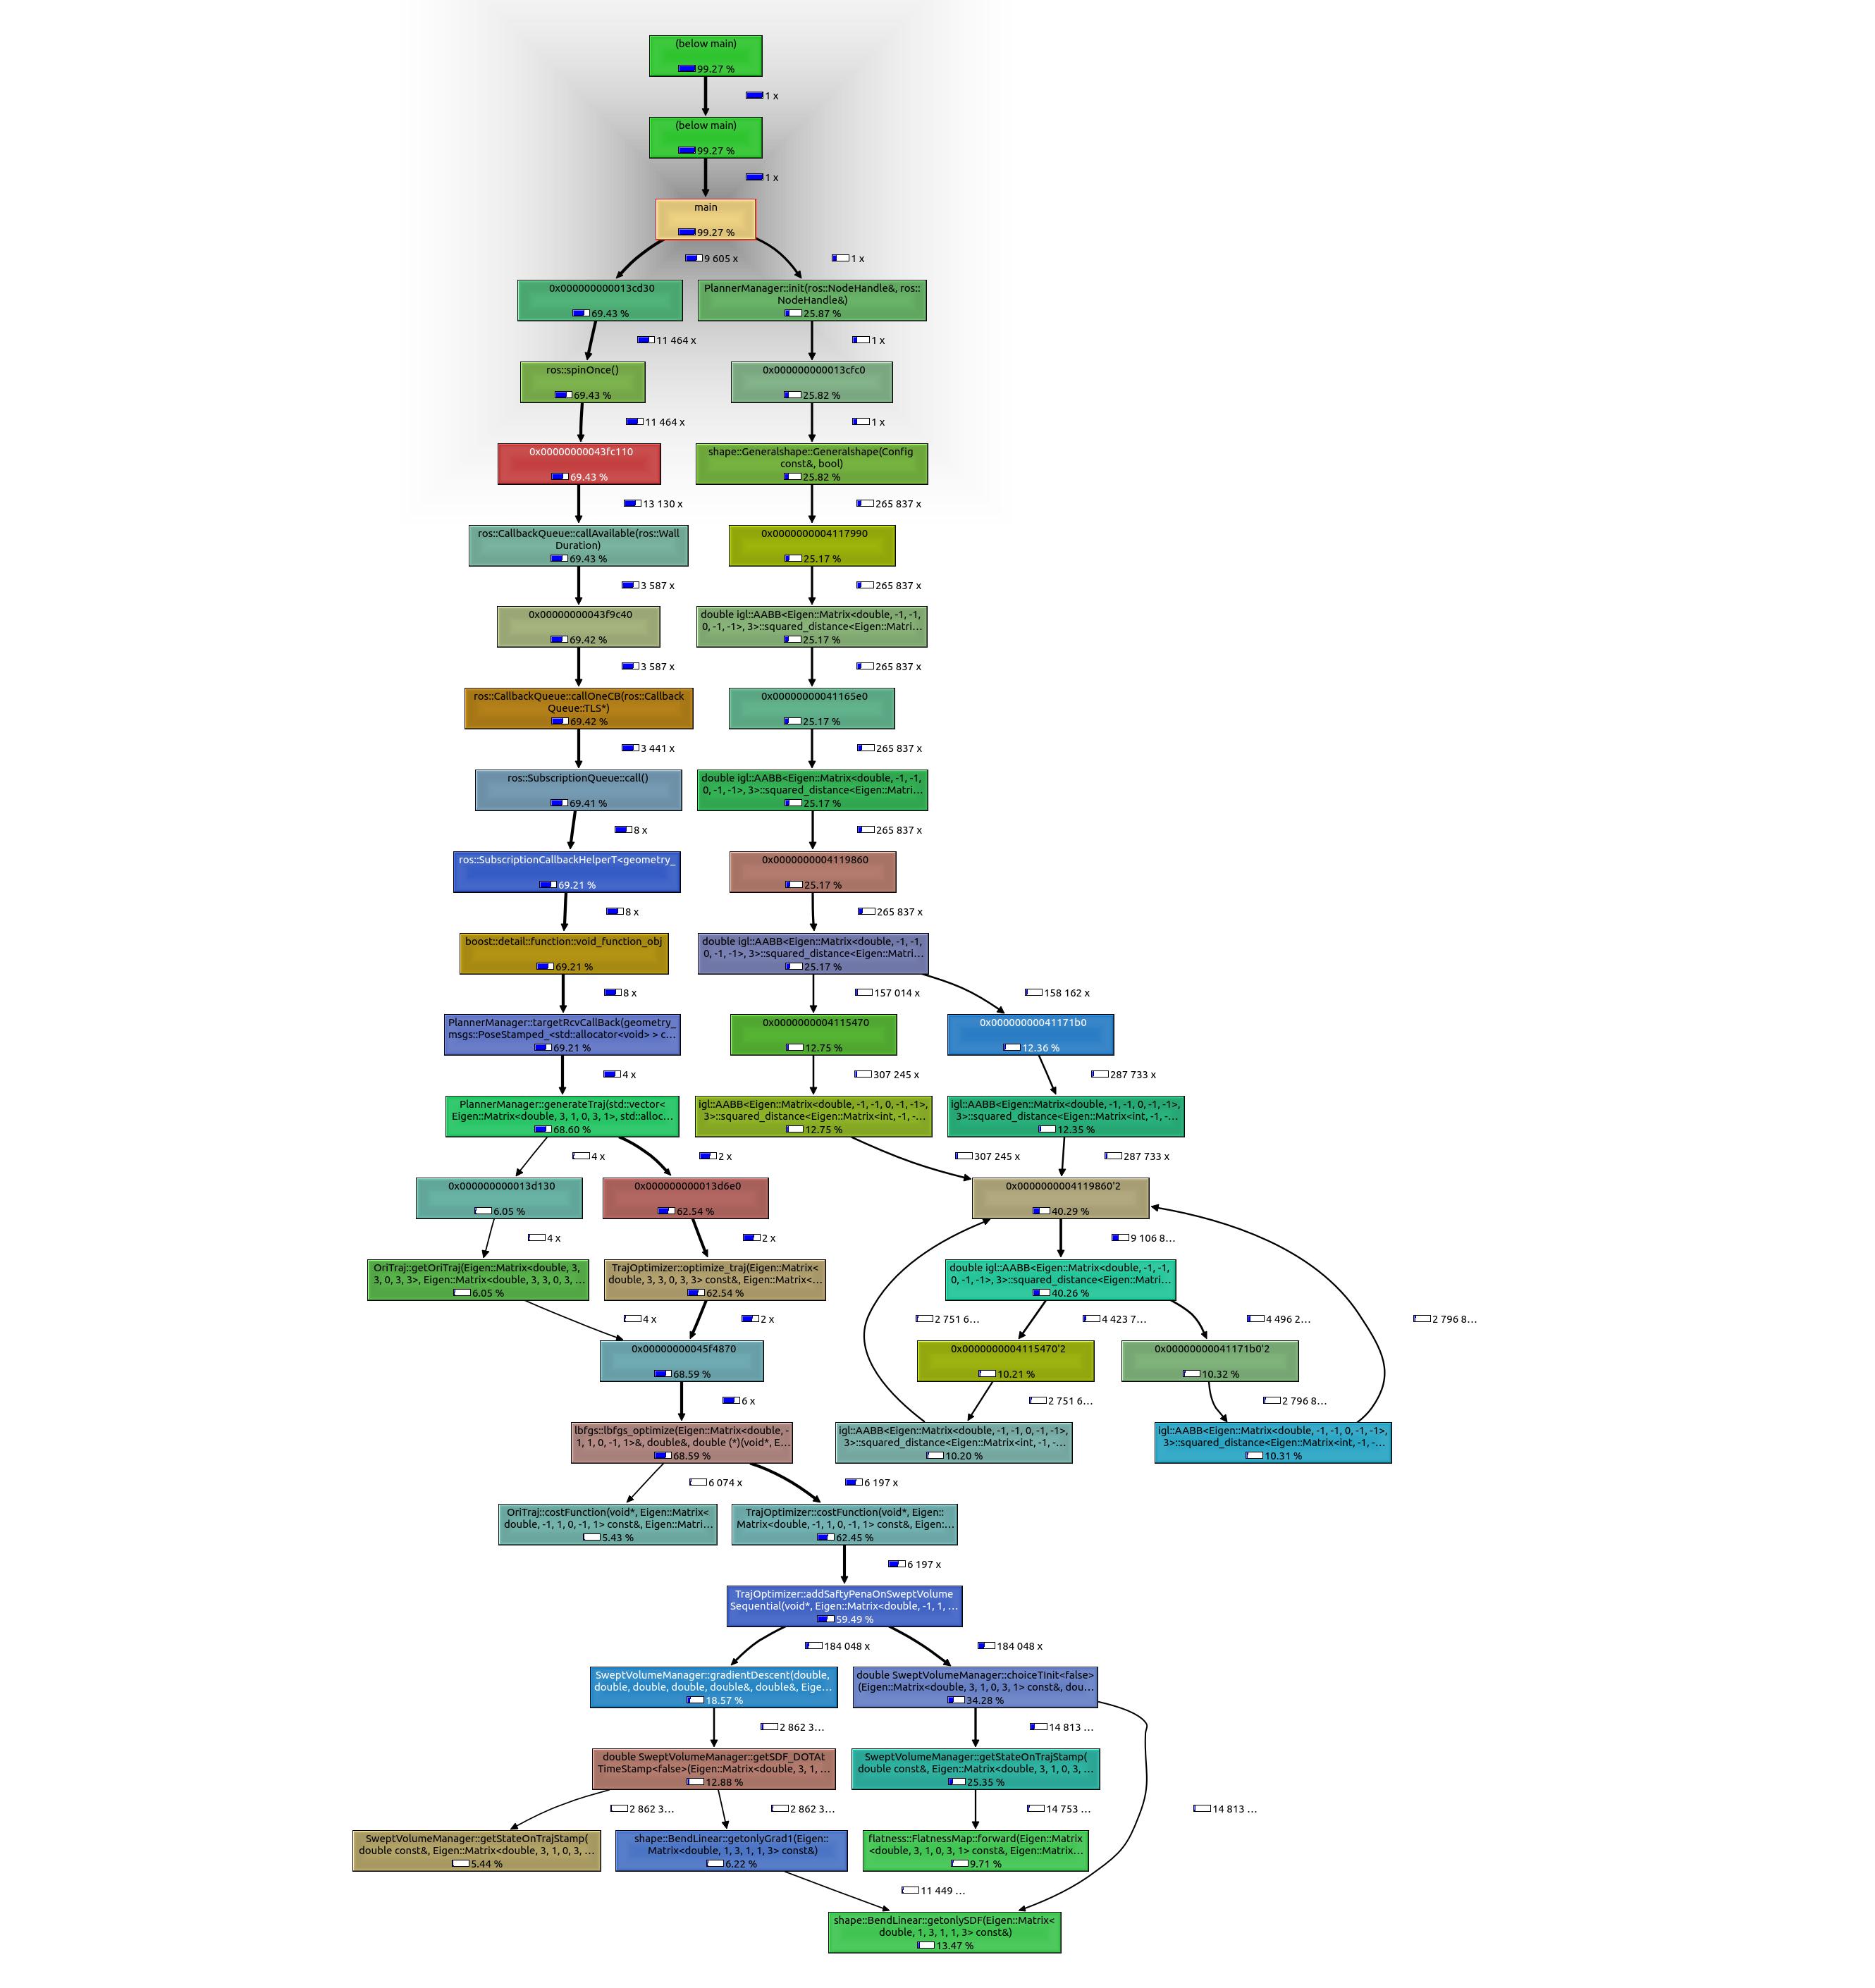 (below main)
99.27 %
1 x
(below main)
99.27 %
1 x
main
99.27 %
9 605 x
1 x
0x000000000013cd30
69.43 %
PlannerManager::init(ros::NodeHandle&, ros::
NodeHandle&)
25.87 %
11 464 x
1 x
ros::spinOnce()
69.43 %
0x000000000013cfc0
25.82 %
11 464 x
1 x
0x00000000043fc110
69.43 %
shape::Generalshape::Generalshape(Config
const&, bool)
25.82 %
13 130 x
265 837 x
ros::CallbackQueue::callAvailable(ros::Wall
Duration)
69.43 %
0x0000000004117990
25.17 %
3 587 x
265 837 x
0x00000000043f9c40
69.42 %
double igl::AABB<Eigen::Matrix<double, -1, -1,
0, -1, -1>, 3>::squared_distance<Eigen::Matri...
25.17 %
3 587 x
265 837 x
ros::CallbackQueue::callOneCB(ros::Callback
Queue::TLS*)
69.42 %
0x00000000041165e0
25.17 %
3 441 x
265 837 x
ros::SubscriptionQueue::call()
69.41 %
double igl::AABB<Eigen::Matrix<double, -1, -1,
0, -1, -1>, 3>::squared_distance<Eigen::Matri...
25.17 %
8 x
265 837 x
ros::SubscriptionCallbackHelperT<geometry_
69.21 %
0x0000000004119860
25.17 %
8 x
265 837 x
boost::detail::function::void_function_obj
69.21 %
double igl::AABB<Eigen::Matrix<double, -1, -1,
0, -1, -1>, 3>::squared_distance<Eigen::Matri...
25.17 %
8 x
157 014 x
158 162 x
PlannerManager::targetRcvCallBack(geometry_
msgs::PoseStamped_<std::allocator<void> > c...
69.21 %
0x0000000004115470
12.75 %
0x00000000041171b0
12.36 %
4 x
307 245 x
287 733 x
PlannerManager::generateTraj(std::vector<
Eigen::Matrix<double, 3, 1, 0, 3, 1>, std::alloc...
68.60 %
igl::AABB<Eigen::Matrix<double, -1, -1, 0, -1, -1>,
3>::squared_distance<Eigen::Matrix<int, -1, -...
12.75 %
igl::AABB<Eigen::Matrix<double, -1, -1, 0, -1, -1>,
3>::squared_distance<Eigen::Matrix<int, -1, -...
12.35 %
4 x
2 x
307 245 x
287 733 x
0x000000000013d130
6.05 %
0x000000000013d6e0
62.54 %
0x0000000004119860'2
40.29 %
4 x
2 x
9 106 8...
OriTraj::getOriTraj(Eigen::Matrix<double, 3,
3, 0, 3, 3>, Eigen::Matrix<double, 3, 3, 0, 3, ...
6.05 %
TrajOptimizer::optimize_traj(Eigen::Matrix<
double, 3, 3, 0, 3, 3> const&, Eigen::Matrix<...
62.54 %
double igl::AABB<Eigen::Matrix<double, -1, -1,
0, -1, -1>, 3>::squared_distance<Eigen::Matri...
40.26 %
4 x
2 x
2 751 6...
4 423 7...
4 496 2...
2 796 8...
0x00000000045f4870
68.59 %
0x0000000004115470'2
10.21 %
0x00000000041171b0'2
10.32 %
6 x
2 751 6...
2 796 8...
lbfgs::lbfgs_optimize(Eigen::Matrix<double, -
1, 1, 0, -1, 1>&, double&, double (*)(void*, E...
68.59 %
igl::AABB<Eigen::Matrix<double, -1, -1, 0, -1, -1>,
3>::squared_distance<Eigen::Matrix<int, -1, -...
10.20 %
igl::AABB<Eigen::Matrix<double, -1, -1, 0, -1, -1>,
3>::squared_distance<Eigen::Matrix<int, -1, -...
10.31 %
6 074 x
6 197 x
OriTraj::costFunction(void*, Eigen::Matrix<
double, -1, 1, 0, -1, 1> const&, Eigen::Matri...
5.43 %
TrajOptimizer::costFunction(void*, Eigen::
Matrix<double, -1, 1, 0, -1, 1> const&, Eigen:...
62.45 %
6 197 x
TrajOptimizer::addSaftyPenaOnSweptVolume
Sequential(void*, Eigen::Matrix<double, -1, 1, ...
59.49 %
184 048 x
184 048 x
SweptVolumeManager::gradientDescent(double,
double, double, double&, double&, Eige...
18.57 %
double SweptVolumeManager::choiceTInit<false>
(Eigen::Matrix<double, 3, 1, 0, 3, 1> const&, dou...
34.28 %
2 862 3...
14 813 ...
double SweptVolumeManager::getSDF_DOTAt
TimeStamp<false>(Eigen::Matrix<double, 3, 1, ...
12.88 %
SweptVolumeManager::getStateOnTrajStamp(
double const&, Eigen::Matrix<double, 3, 1, 0, 3, ...
25.35 %
2 862 3...
2 862 3...
14 753 ...
14 813 ...
SweptVolumeManager::getStateOnTrajStamp(
double const&, Eigen::Matrix<double, 3, 1, 0, 3, ...
5.44 %
shape::BendLinear::getonlyGrad1(Eigen::
Matrix<double, 1, 3, 1, 1, 3> const&)
6.22 %
flatness::FlatnessMap::forward(Eigen::Matrix
<double, 3, 1, 0, 3, 1> const&, Eigen::Matrix...
9.71 %
11 449 ...
shape::BendLinear::getonlySDF(Eigen::Matrix<
double, 1, 3, 1, 1, 3> const&)
13.47 %